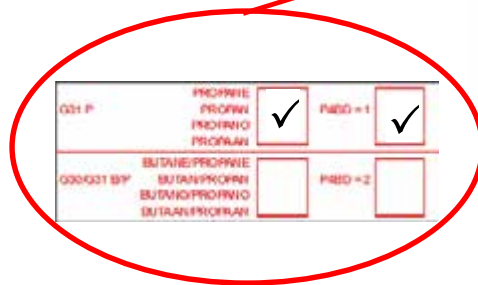 PROPANE
G31 P PROPAN ✓ P4BD = 1 ✓
PROPANO
PROPAAN
BUTANE/PROPANE
G30/G31 B/P BUTAN/PROPAN P4BD = 2
BUTANO/PROPANO
BUTAAN/PROPAAN